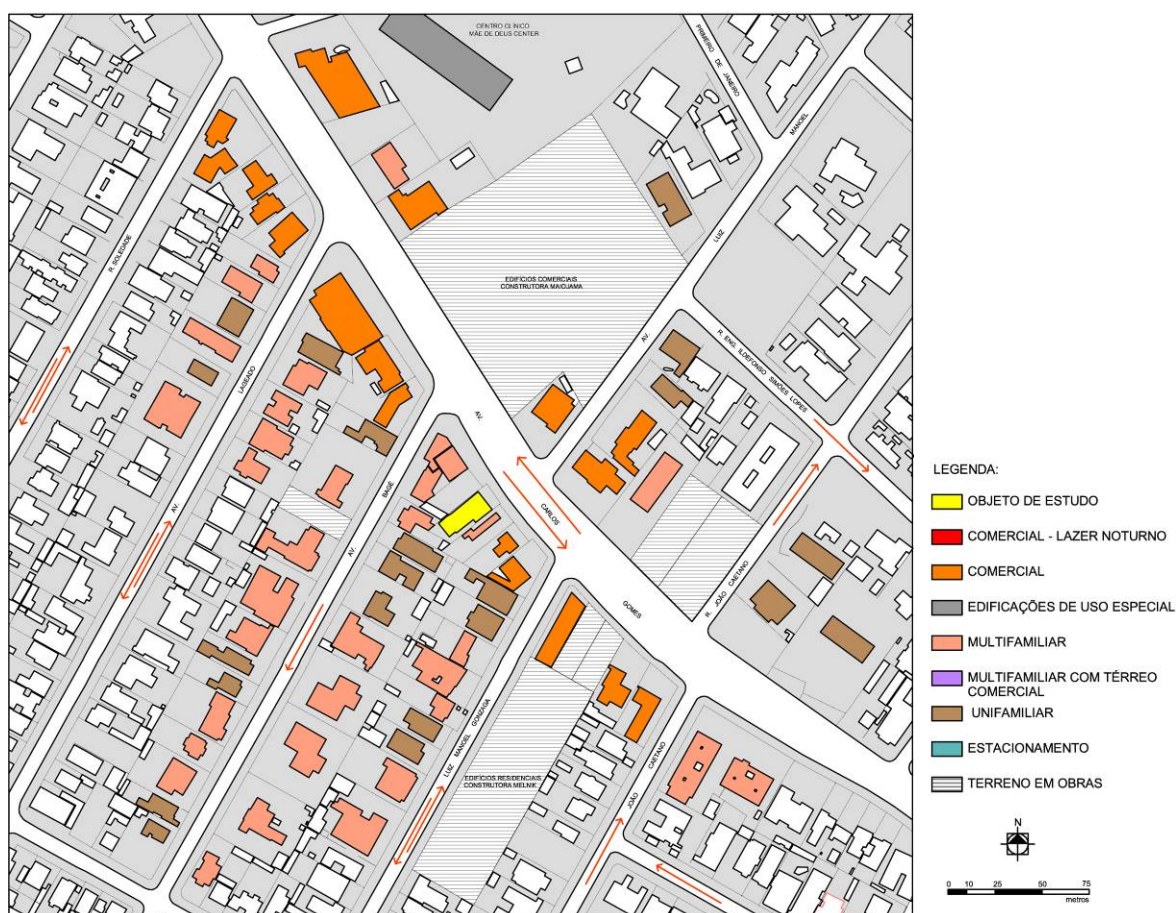 CENTRO CLÍNICO
MÃE DE DEUS CENTER
PRIMEIRO DE JANEIRO
MANOEL
LUIZ
AV.
R. SOLEDADE
EDIFÍCIOS COMERCIAIS
CONSTRUTORA MAIOJAMA
R. ENG. ILDEFONSO SIMÕES LOPES
LAGEADO
AV.
AV.
BAGÉ
AV.
CARLOS
GOMES
R. JOÃO CAETANO
LUIZ MANOEL GONZAGA
EDIFÍCIOS RESIDENCIAIS
CONSTRUTORA MELNIK
JOÃO CAETANO
LEGENDA:
OBJETO DE ESTUDO
COMERCIAL - LAZER NOTURNO
COMERCIAL
EDIFICAÇÕES DE USO ESPECIAL
MULTIFAMILIAR
MULTIFAMILIAR COM TÉRREO
COMERCIAL
UNIFAMILIAR
ESTACIONAMENTO
TERRENO EM OBRAS
N
0 10 25 50 75
metros